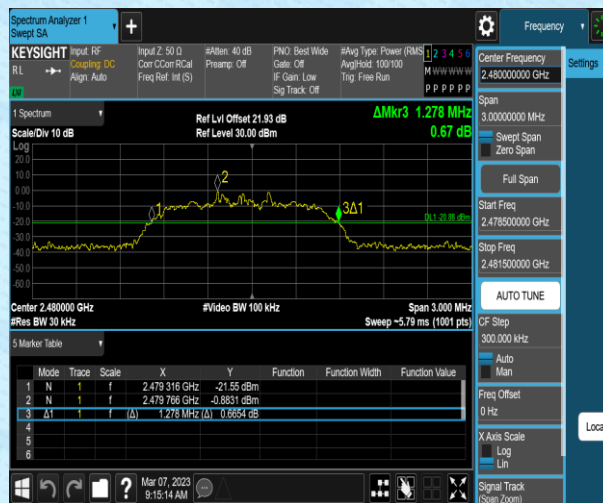 Spectrum Analyzer 1
Swept SA
+
Frequency
KEYSIGHT
RL
Input: RF
Coupling: DC
Align: Auto
Input Z: 50 Ω
Corr CCorr RCal
Freq Ref: Int (S)
#Atten: 40 dB
Preamp: Off
PNO: Best Wide
Gate: Off
IF Gain: Low
Sig Track: Off
#Avg Type: Power (RMS
Avg|Hold: 100/100
Trig: Free Run
1 2 3 4 5 6
M W W W W W
P P P P P P
1 Spectrum
Scale/Div 10 dB
Ref Lvl Offset 21.93 dB
Ref Level 30.00 dBm
ΔMkr3 1.278 MHz
0.67 dB
Log
20.0
10.0
0.00
-10.0
-20.0
-30.0
-40.0
-50.0
-60.0
1
2
3Δ1
DL1 -20.88 dBm
Center 2.480000 GHz
#Video BW 100 kHz
Span 3.000 MHz
#Res BW 30 kHz
Sweep ~5.79 ms (1001 pts)
5 Marker Table
Mode Trace Scale X Y Function Function Width Function Value
1 N 1 f 2.479 316 GHz -21.55 dBm
2 N 1 f 2.479 766 GHz -0.8831 dBm
3 Δ1 1 f (Δ) 1.278 MHz (Δ) 0.6654 dB
4
5
6
Mar 07, 2023
9:15:14 AM
Center Frequency
2.480000000 GHz
Span
3.00000000 MHz
Swept Span
Zero Span
Full Span
Start Freq
2.478500000 GHz
Stop Freq
2.481500000 GHz
AUTO TUNE
CF Step
300.000 kHz
Auto
Man
Freq Offset
0 Hz
X Axis Scale
Log
Lin
Signal Track
(Span Zoom)
Settings
Loca